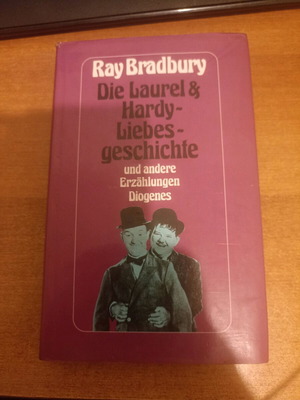 Ray Bradbury
Die Laurel &
Hardy-
Liebes-
geschichte
und andere
Erzählungen
Diogenes